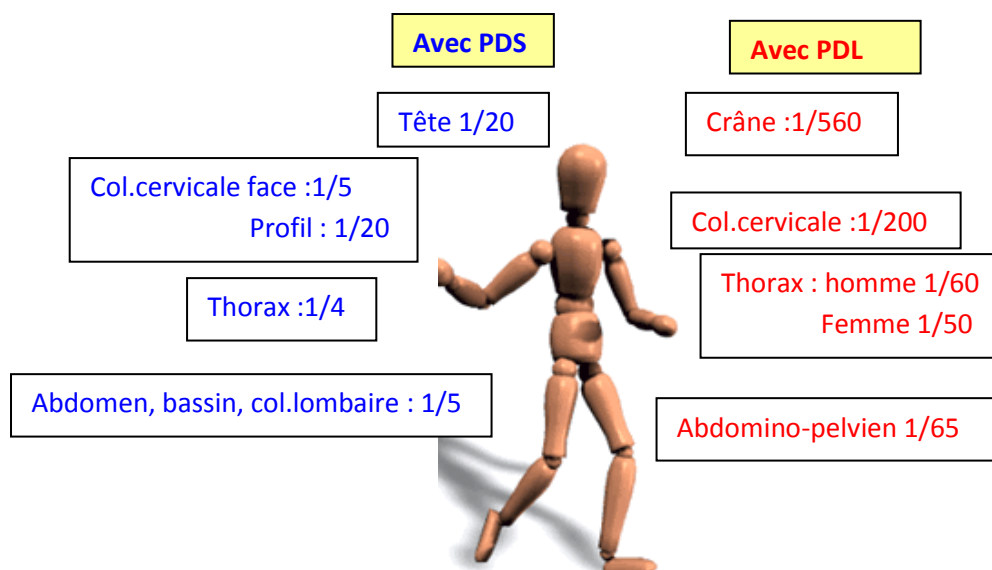 Avec PDS
Avec PDL
Tête 1/20
Crâne :1/560
Col.cervicale face :1/5
Profil : 1/20
Col.cervicale :1/200
Thorax :1/4
Thorax : homme 1/60
Femme 1/50
Abdomen, bassin, col.lombaire : 1/5
Abdomino-pelvien 1/65